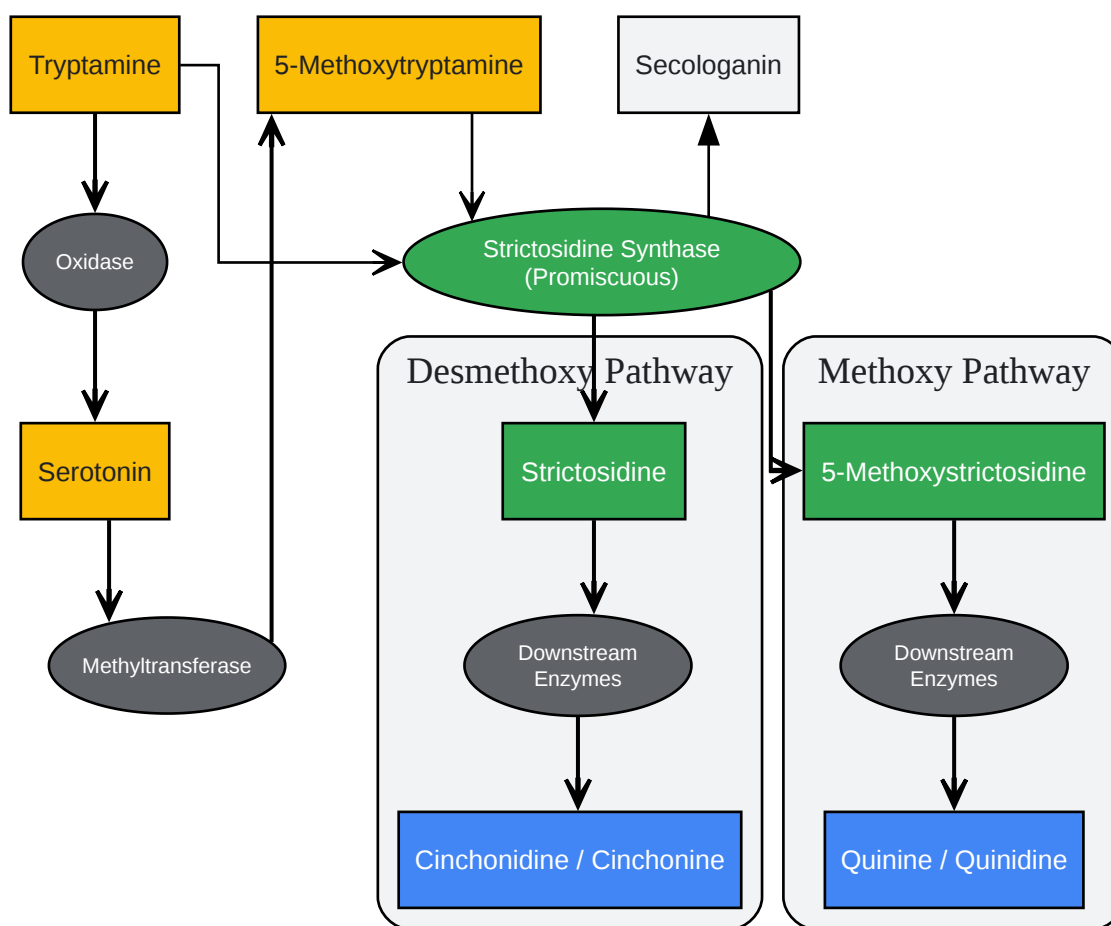 Tryptamine
5-Methoxytryptamine
Secologanin
Oxidase
Strictosidine Synthase
(Promiscuous)
Desmethoxy Pathway
Methoxy Pathway
Serotonin
Strictosidine
5-Methoxystrictosidine
Methyltransferase
Downstream
Enzymes
Downstream
Enzymes
Cinchonidine / Cinchonine
Quinine / Quinidine